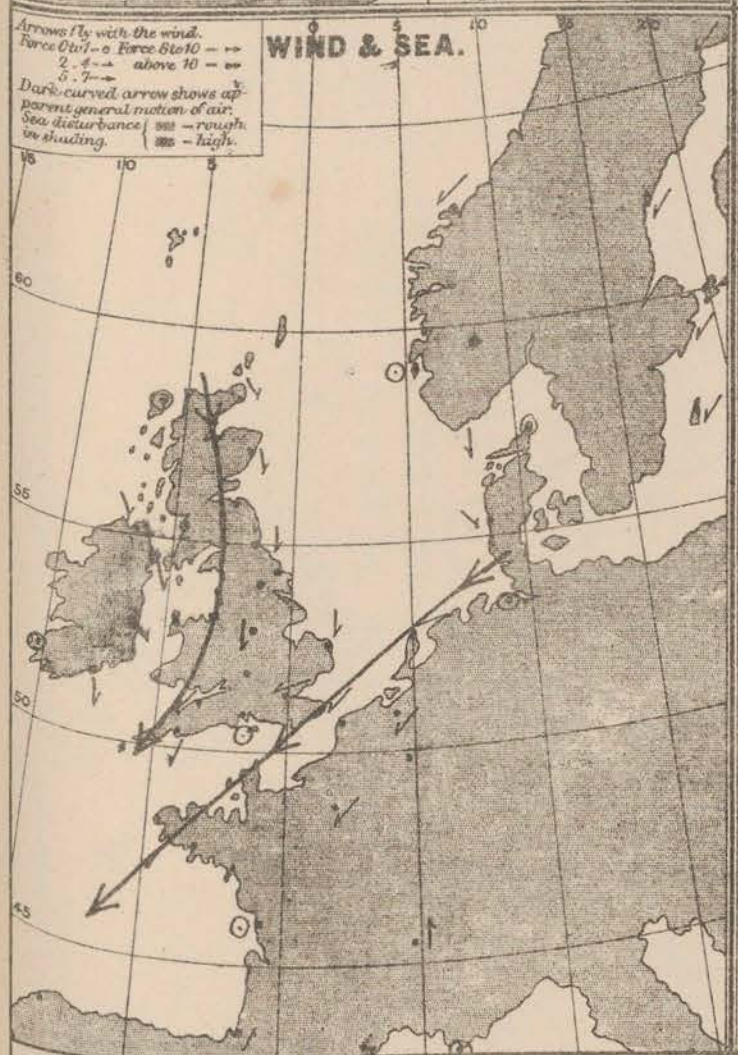 WIND & SEA.
Arrows fly with the wind.
Force 0 to 1 - o Force 8 to 10 -
2 . 4 - above 10 -
5 . 7 -
Dark curved arrow shows ap-
parent general motion of air.
Sea disturbance { - rough.
in shading. - high.
0 5 10 15 20
15 10 5
60
55
50
45